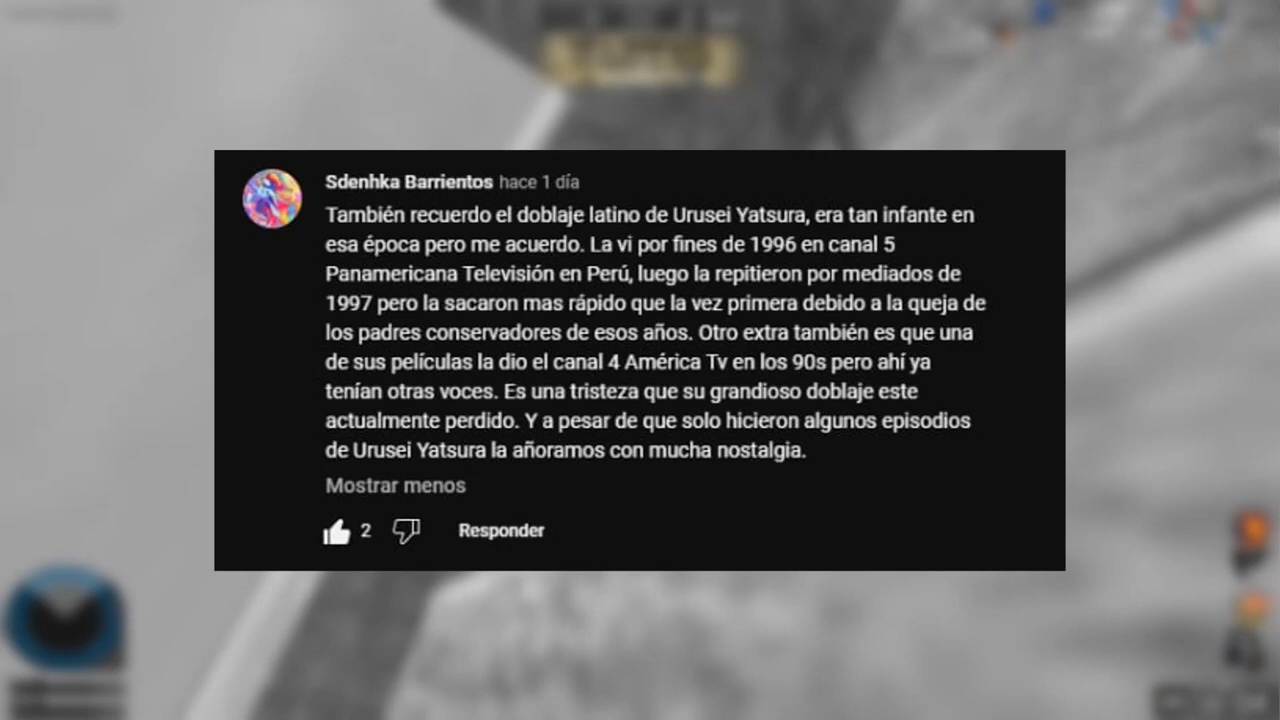 Sdenhka Barrientos hace 1 día
También recuerdo el doblaje latino de Urusei Yatsura, era tan infante en
esa época pero me acuerdo. La vi por fines de 1996 en canal 5
Panamericana Televisión en Perú, luego la repitieron por mediados de
1997 pero la sacaron mas rápido que la vez primera debido a la queja de
los padres conservadores de esos años. Otro extra también es que una
de sus películas la dio el canal 4 América Tv en los 90s pero ahí ya
tenían otras voces. Es una tristeza que su grandioso doblaje este
actualmente perdido. Y a pesar de que solo hicieron algunos episodios
de Urusei Yatsura la añoramos con mucha nostalgia.
Mostrar menos
2 Responder